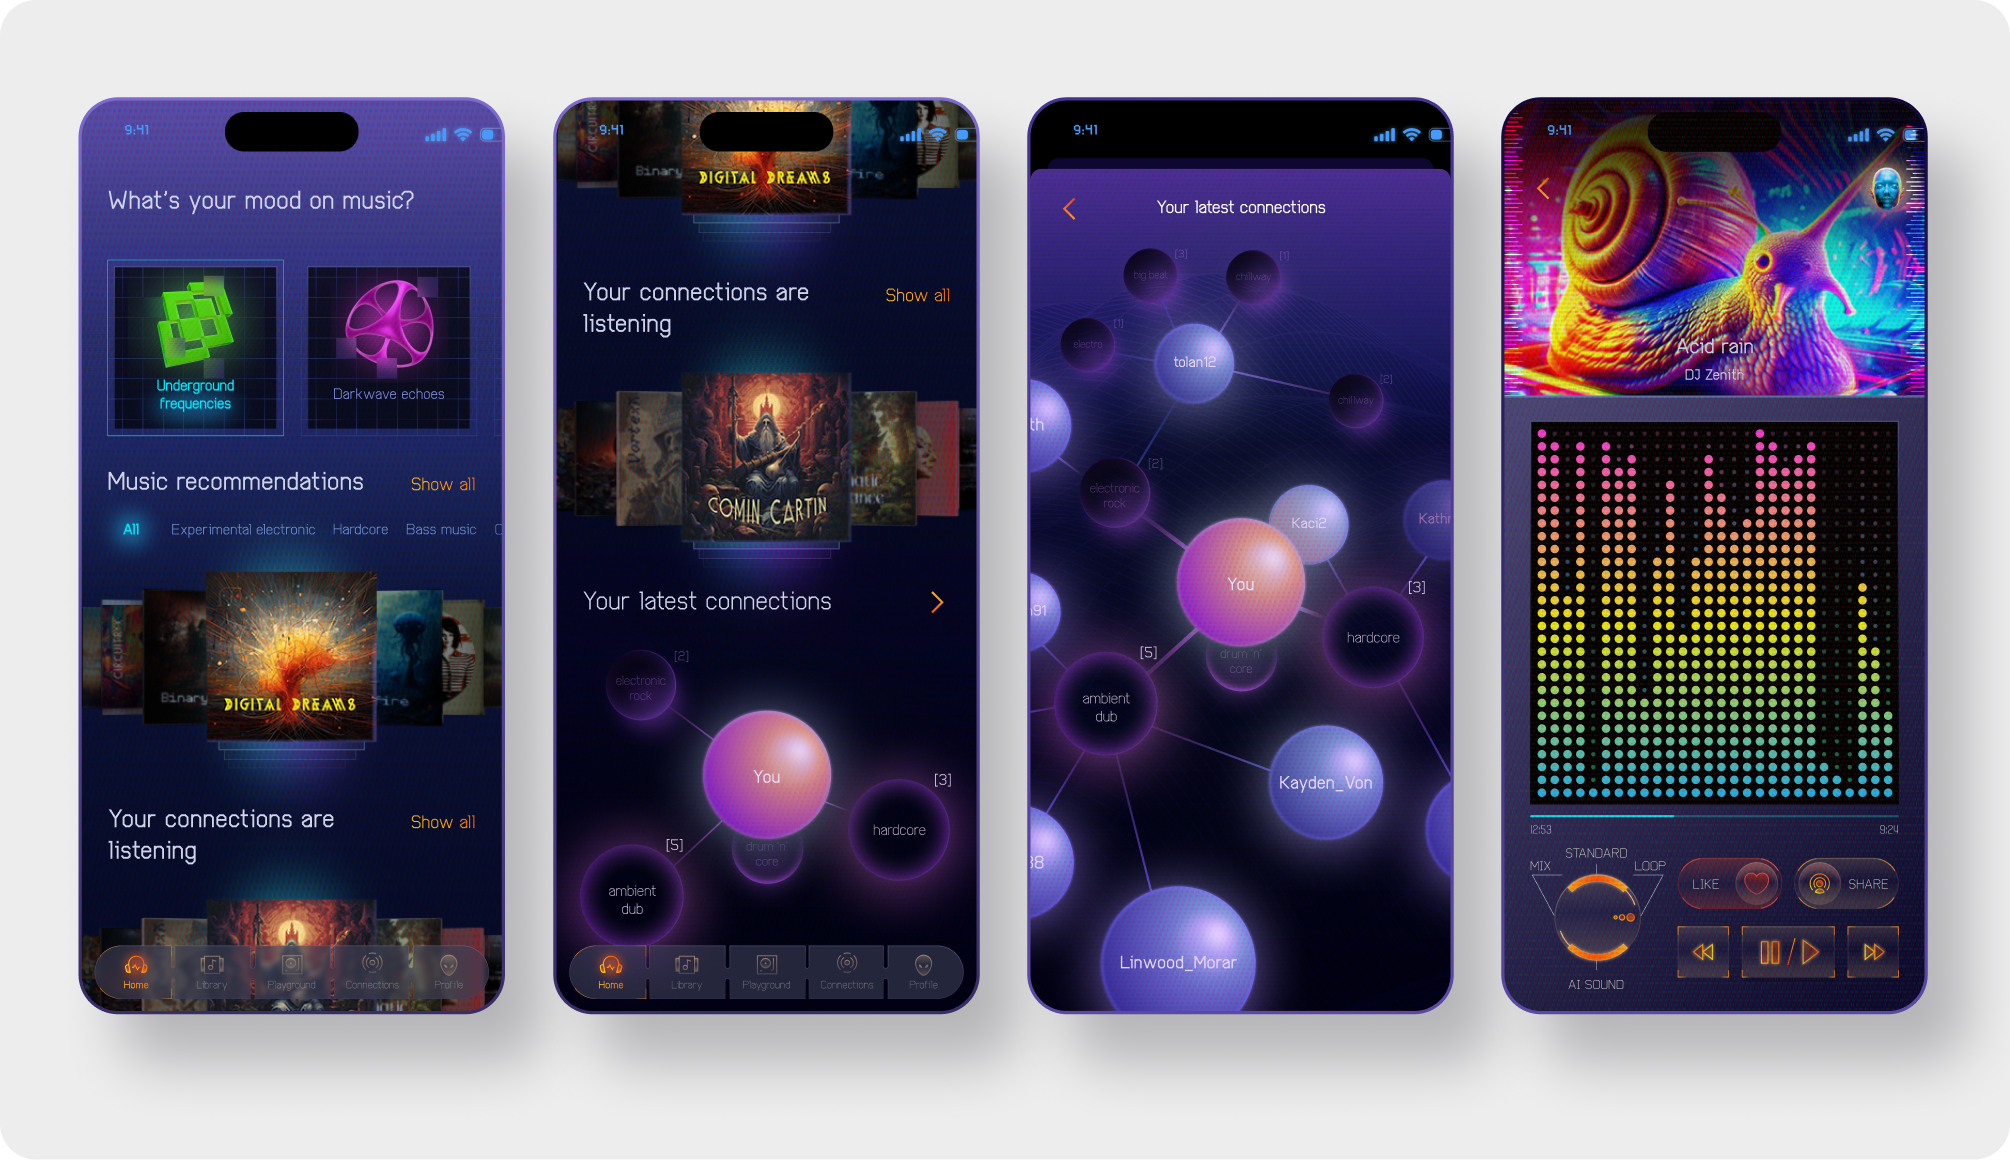 9:41
What's your mood on music?
Underground
frequencies
Darkwave echoes
Music recommendations
Show all
All
Experimental electronic
Hardcore
Bass music
CIRCUITRIX
Binary
DIGITAL DREAMS
fire
Your connections are
listening
Show all
Home
Library
Playground
Connections
Profile
9:41
Binary
DIGITAL DREAMS
fire
Your connections are
listening
Show all
Vortex
COMIN CARTIN
Your latest connections
[2]
electronic
rock
You
[3]
hardcore
[5]
drum 'n'
core
ambient
dub
Home
Library
Playground
Connections
Profile
9:41
Your latest connections
[3]
big beat
[1]
chillway
[1]
electro
tolan12
[2]
chillway
th
[2]
electronic
rock
Kaci2
Kathr
You
[3]
91
hardcore
[5]
drum 'n'
core
ambient
dub
Kayden_Von
38
Linwood_Morar
9:41
Acid rain
DJ Zenith
12:53
9:24
STANDARD
MIX
LOOP
LIKE
SHARE
AI SOUND